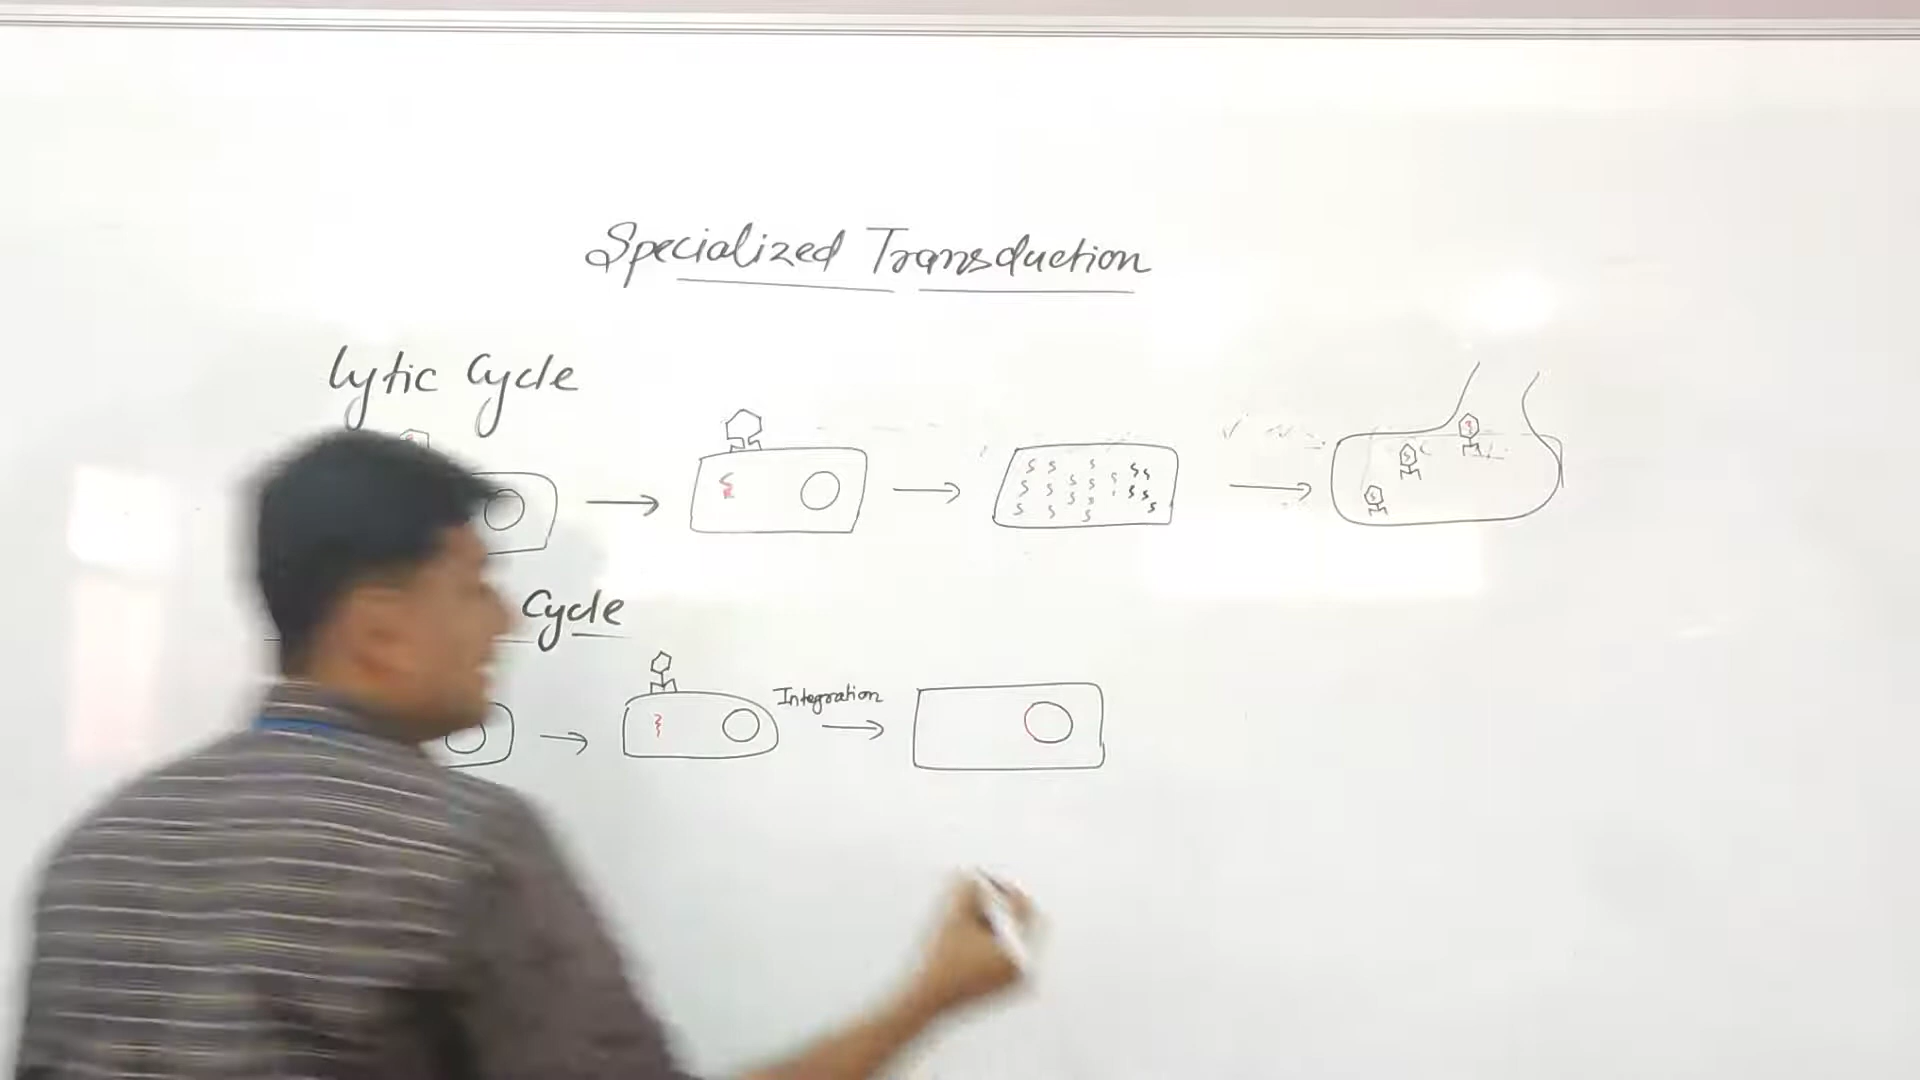 Specialized Transduction
Lytic Cycle
Cycle
Integration